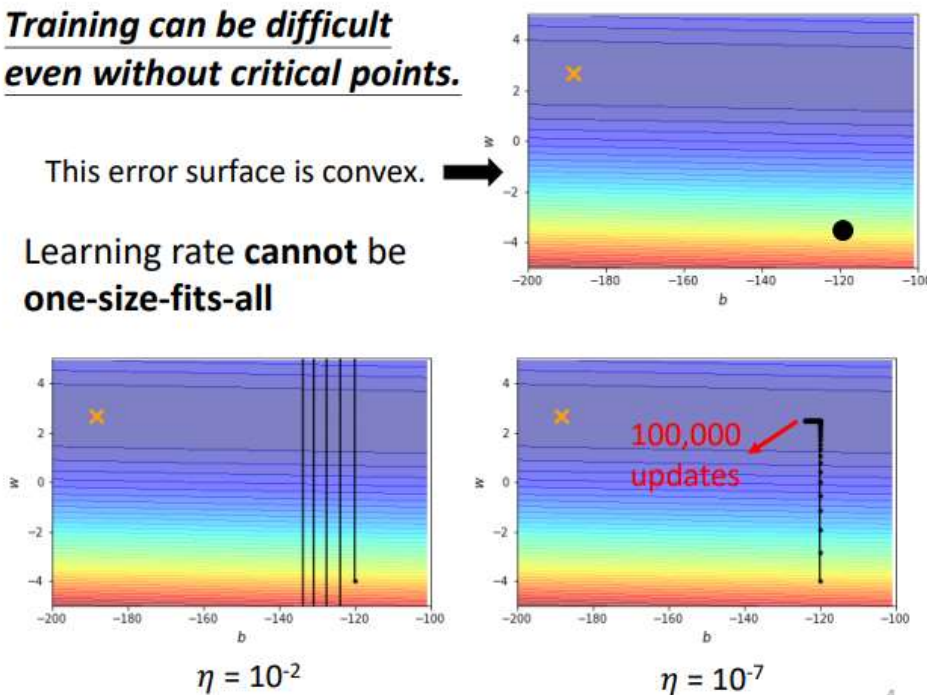 Training can be difficult
even without critical points.
This error surface is convex.
Learning rate cannot be
one-size-fits-all
4
2
0
−2
−4
w
−200 −180 −160 −140 −120 −100
b
4
2
0
−2
−4
w
−200 −180 −160 −140 −120 −100
b
η = 10⁻²
100,000
updates
4
2
0
−2
−4
w
−200 −180 −160 −140 −120 −100
b
η = 10⁻⁷